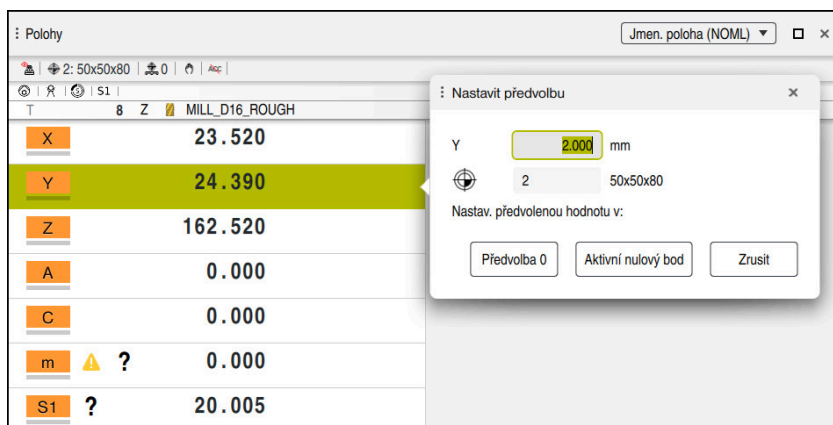 Polohy
Jmen. poloha (NOML)
2: 50x50x80 0
S1
T 8 Z MILL_D16_ROUGH
X 23.520
Y 24.390
Z 162.520
A 0.000
C 0.000
m ? 0.000
S1 ? 20.005
Nastavit předvolbu
Y 2.000 mm
2 50x50x80
Nastav. předvolenou hodnotu v:
Předvolba 0 Aktivní nulový bod Zrusit